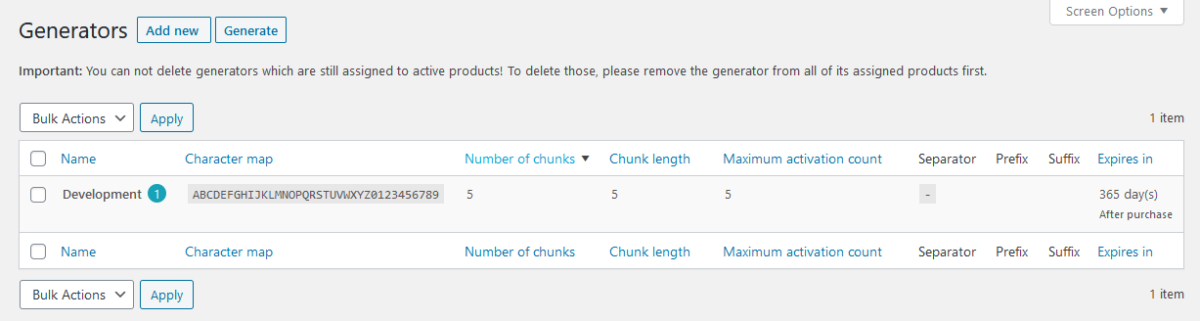 Screen Options ▼
Generators Add new Generate
Important: You can not delete generators which are still assigned to active products! To delete those, please remove the generator from all of its assigned products first.
Bulk Actions Apply 1 item
Name Character map Number of chunks ▼ Chunk length Maximum activation count Separator Prefix Suffix Expires in
Development 1 ABCDEFGHIJKLMNOPQRSTUVWXYZ0123456789 5 5 5 - 365 day(s)
After purchase
Name Character map Number of chunks Chunk length Maximum activation count Separator Prefix Suffix Expires in
Bulk Actions Apply 1 item